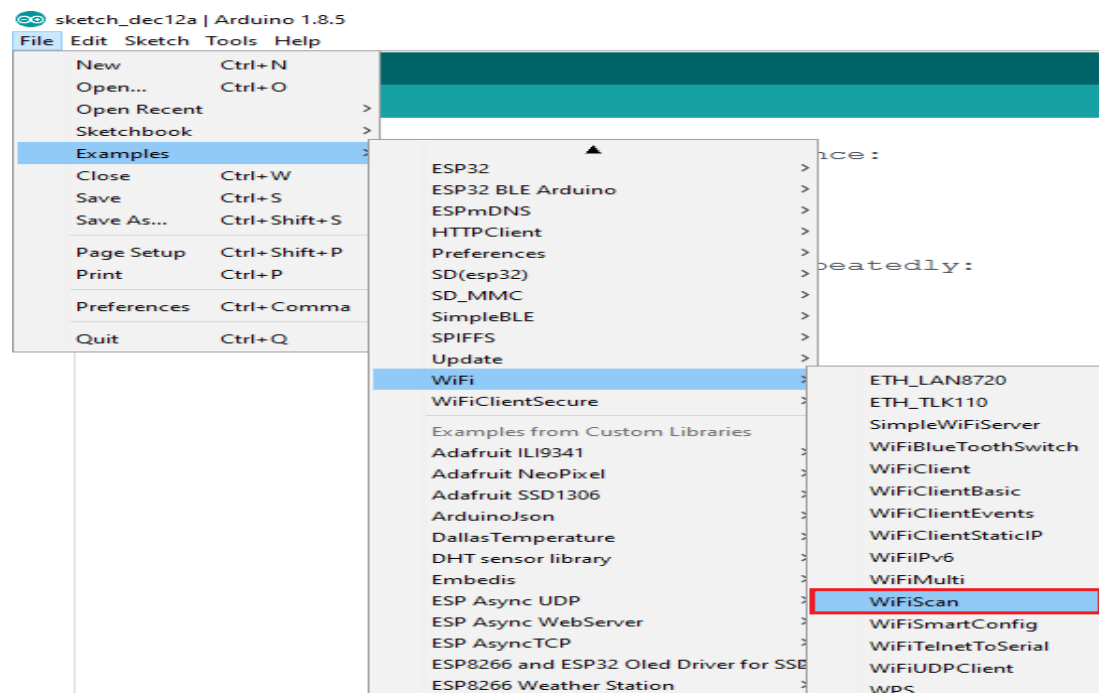 sketch_dec12a | Arduino 1.8.5
File Edit Sketch Tools Help
New Ctrl+N
Open... Ctrl+O
Open Recent >
Sketchbook >
Examples >
Close Ctrl+W
Save Ctrl+S
Save As... Ctrl+Shift+S
Page Setup Ctrl+Shift+P
Print Ctrl+P
Preferences Ctrl+Comma
Quit Ctrl+Q
nce:
peatedly:
ESP32 >
ESP32 BLE Arduino >
ESPmDNS >
HTTPClient >
Preferences >
SD(esp32) >
SD_MMC >
SimpleBLE >
SPIFFS >
Update >
WiFi >
WiFiClientSecure >
Examples from Custom Libraries
Adafruit ILI9341 >
Adafruit NeoPixel >
Adafruit SSD1306 >
ArduinoJson >
DallasTemperature >
DHT sensor library >
Embedis >
ESP Async UDP >
ESP Async WebServer >
ESP AsyncTCP >
ESP8266 and ESP32 Oled Driver for SSD
ESP8266 Weather Station >
ETH_LAN8720
ETH_TLK110
SimpleWiFiServer
WiFiBlueToothSwitch
WiFiClient
WiFiClientBasic
WiFiClientEvents
WiFiClientStaticIP
WiFiIPv6
WiFiMulti
WiFiScan
WiFiSmartConfig
WiFiTelnetToSerial
WiFiUDPClient
WPS